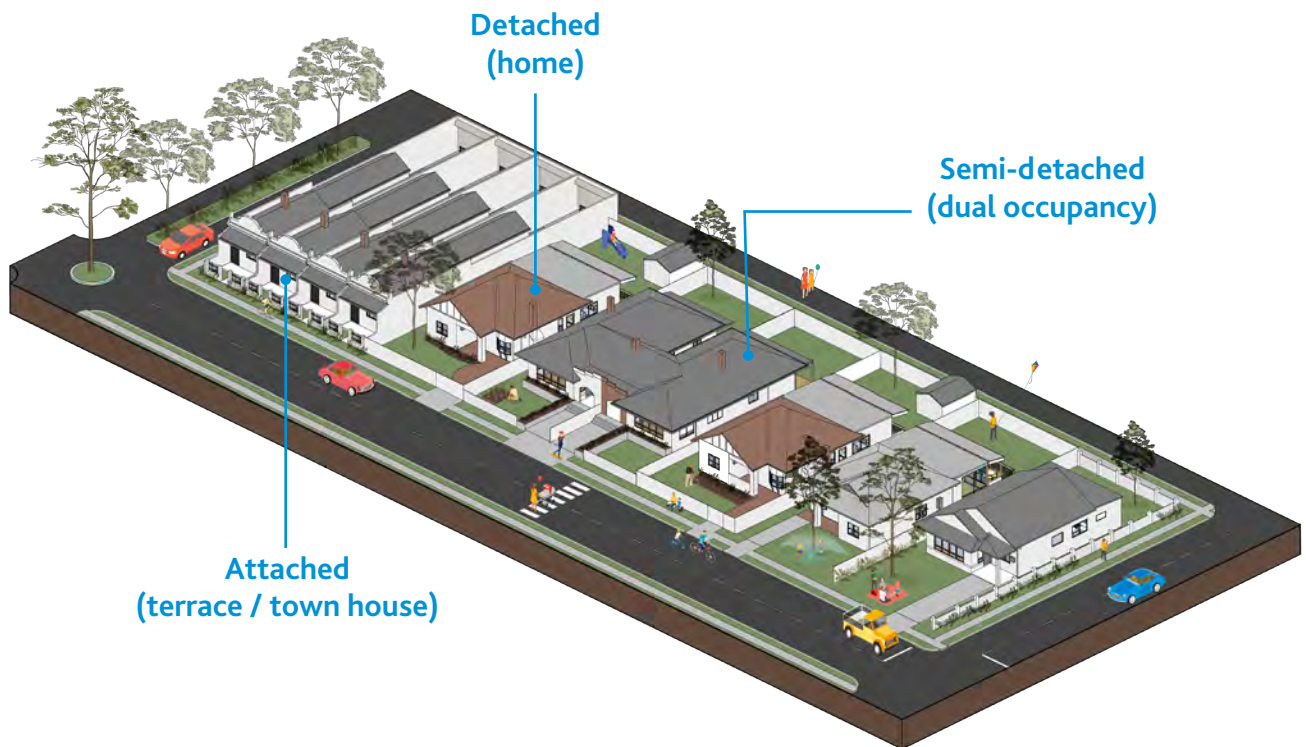 Detached
(home)
Semi-detached
(dual occupancy)
Attached
(terrace / town house)